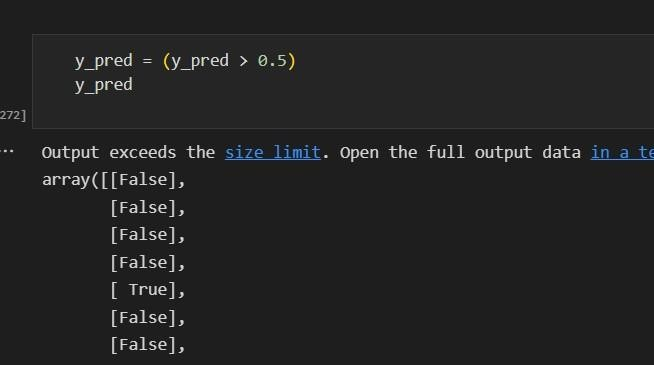 y_pred = (y_pred > 0.5)
y_pred
272]
... Output exceeds the size limit. Open the full output data in a te
array([[False],
[False],
[False],
[False],
[ True],
[False],
[False],